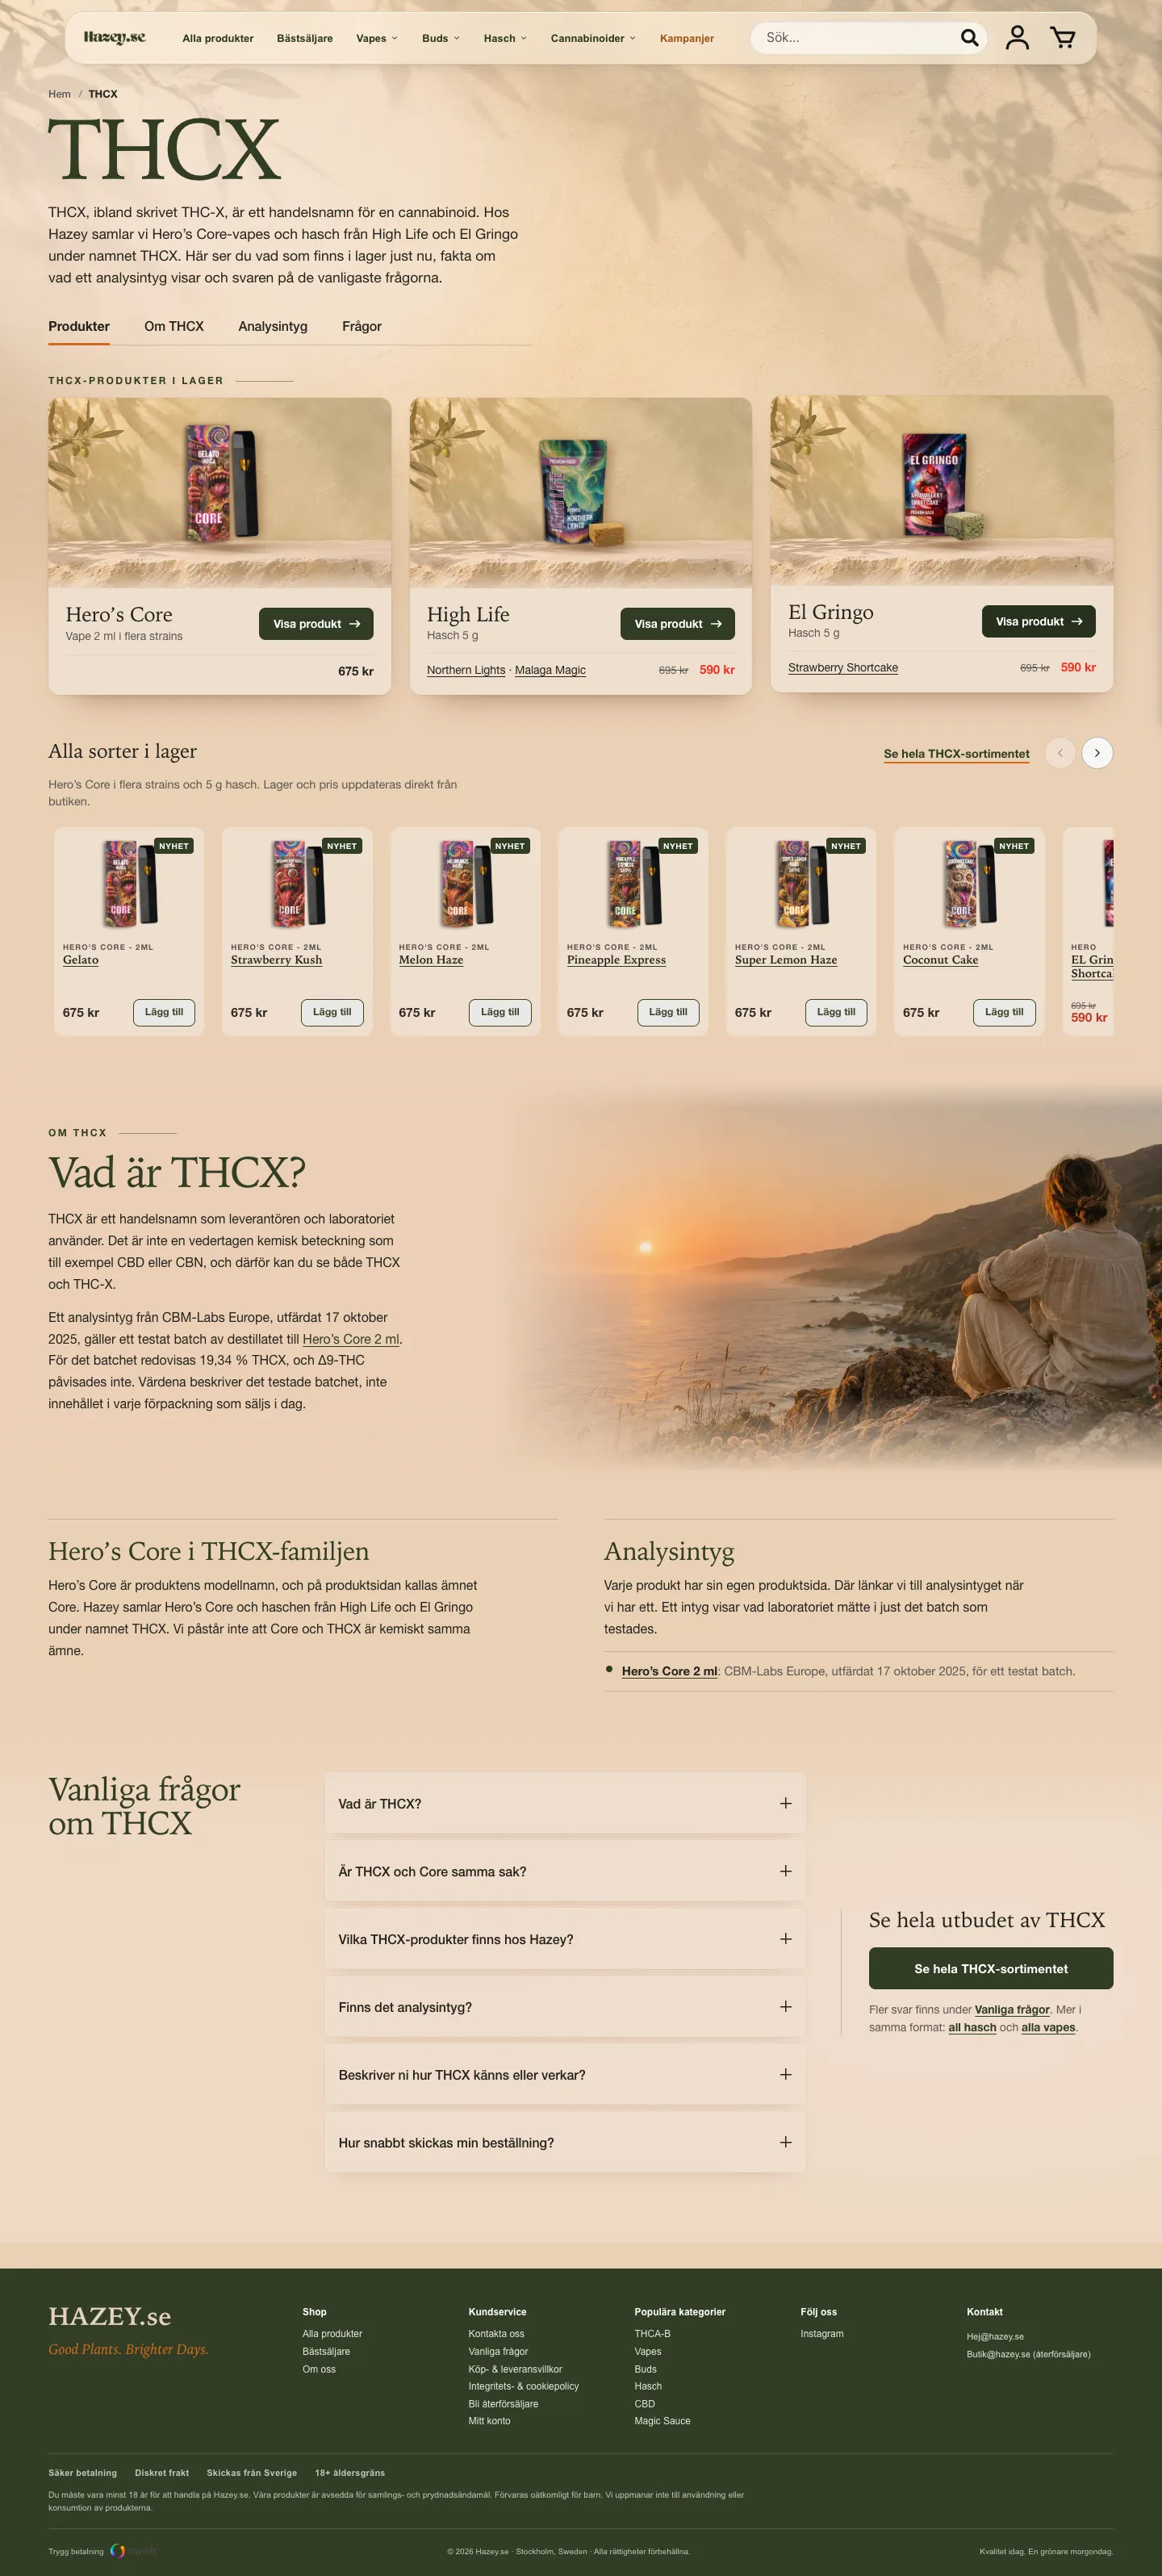 Hazey.se
Alla produkter
Bästsäljare
Vapes
Buds
Hasch
Cannabinoider
Kampanjer
Sök...
Hem / THCX
THCX
THCX, ibland skrivet THC-X, är ett handelsnamn för en cannabinoid. Hos
Hazey samlar vi Hero’s Core-vapes och hasch från High Life och El Gringo
under namnet THCX. Här ser du vad som finns i lager just nu, fakta om
vad ett analysintyg visar och svaren på de vanligaste frågorna.
Produkter
Om THCX
Analysintyg
Frågor
THCX-PRODUKTER I LAGER
GELATO
CORE
NORTHERN
LIGHTS
EL GRINGO
STRAWBERRY
SHORTCAKE
Hero’s Core
Vape 2 ml i flera strains
Visa produkt →
675 kr
High Life
Hasch 5 g
Visa produkt →
Northern Lights · Malaga Magic
695 kr 590 kr
El Gringo
Hasch 5 g
Visa produkt →
Strawberry Shortcake
695 kr 590 kr
Alla sorter i lager
Se hela THCX-sortimentet
Hero’s Core i flera strains och 5 g hasch. Lager och pris uppdateras direkt från
butiken.
NYHET
HERO'S CORE - 2ML
Gelato
675 kr
Lägg till
NYHET
HERO'S CORE - 2ML
Strawberry Kush
675 kr
Lägg till
NYHET
HERO'S CORE - 2ML
Melon Haze
675 kr
Lägg till
NYHET
HERO'S CORE - 2ML
Pineapple Express
675 kr
Lägg till
NYHET
HERO'S CORE - 2ML
Super Lemon Haze
675 kr
Lägg till
NYHET
HERO'S CORE - 2ML
Coconut Cake
675 kr
Lägg till
HERO
EL Grin
Shortca
695 kr
590 kr
OM THCX
Vad är THCX?
THCX är ett handelsnamn som leverantören och laboratoriet
använder. Det är inte en vedertagen kemisk beteckning som
till exempel CBD eller CBN, och därför kan du se både THCX
och THC-X.
Ett analysintyg från CBM-Labs Europe, utfärdat 17 oktober
2025, gäller ett testat batch av destillatet till Hero’s Core 2 ml.
För det batchet redovisas 19,34 % THCX, och Δ9-THC
påvisades inte. Värdena beskriver det testade batchet, inte
innehållet i varje förpackning som säljs i dag.
Hero’s Core i THCX-familjen
Hero’s Core är produktens modellnamn, och på produktsidan kallas ämnet
Core. Hazey samlar Hero’s Core och haschen från High Life och El Gringo
under namnet THCX. Vi påstår inte att Core och THCX är kemiskt samma
ämne.
Analysintyg
Varje produkt har sin egen produktsida. Där länkar vi till analysintyget när
vi har ett. Ett intyg visar vad laboratoriet mätte i just det batch som
testades.
Hero’s Core 2 ml: CBM-Labs Europe, utfärdat 17 oktober 2025, för ett testat batch.
Vanliga frågor
om THCX
Vad är THCX?
Är THCX och Core samma sak?
Vilka THCX-produkter finns hos Hazey?
Finns det analysintyg?
Beskriver ni hur THCX känns eller verkar?
Hur snabbt skickas min beställning?
Se hela utbudet av THCX
Se hela THCX-sortimentet
Fler svar finns under Vanliga frågor. Mer i
samma format: all hasch och alla vapes.
HAZEY.se
Good Plants. Brighter Days.
Shop
Alla produkter
Bästsäljare
Om oss
Kundservice
Kontakta oss
Vanliga frågor
Köp- & leveransvillkor
Integritets- & cookiepolicy
Bli återförsäljare
Mitt konto
Populära kategorier
THCA-B
Vapes
Buds
Hasch
CBD
Magic Sauce
Följ oss
Instagram
Kontakt
Hej@hazey.se
Butik@hazey.se (återförsäljare)
Säker betalning
Diskret frakt
Skickas från Sverige
18+ åldersgräns
Du måste vara minst 18 år för att handla på Hazey.se. Våra produkter är avsedda för samlings- och prydnadsändamål. Förvaras oåtkomligt för barn. Vi uppmanar inte till användning eller
konsumtion av produkterna.
Trygg betalning
© 2026 Hazey.se · Stockholm, Sweden · Alla rättigheter förbehållna.
Kvalitet idag. En grönare morgondag.